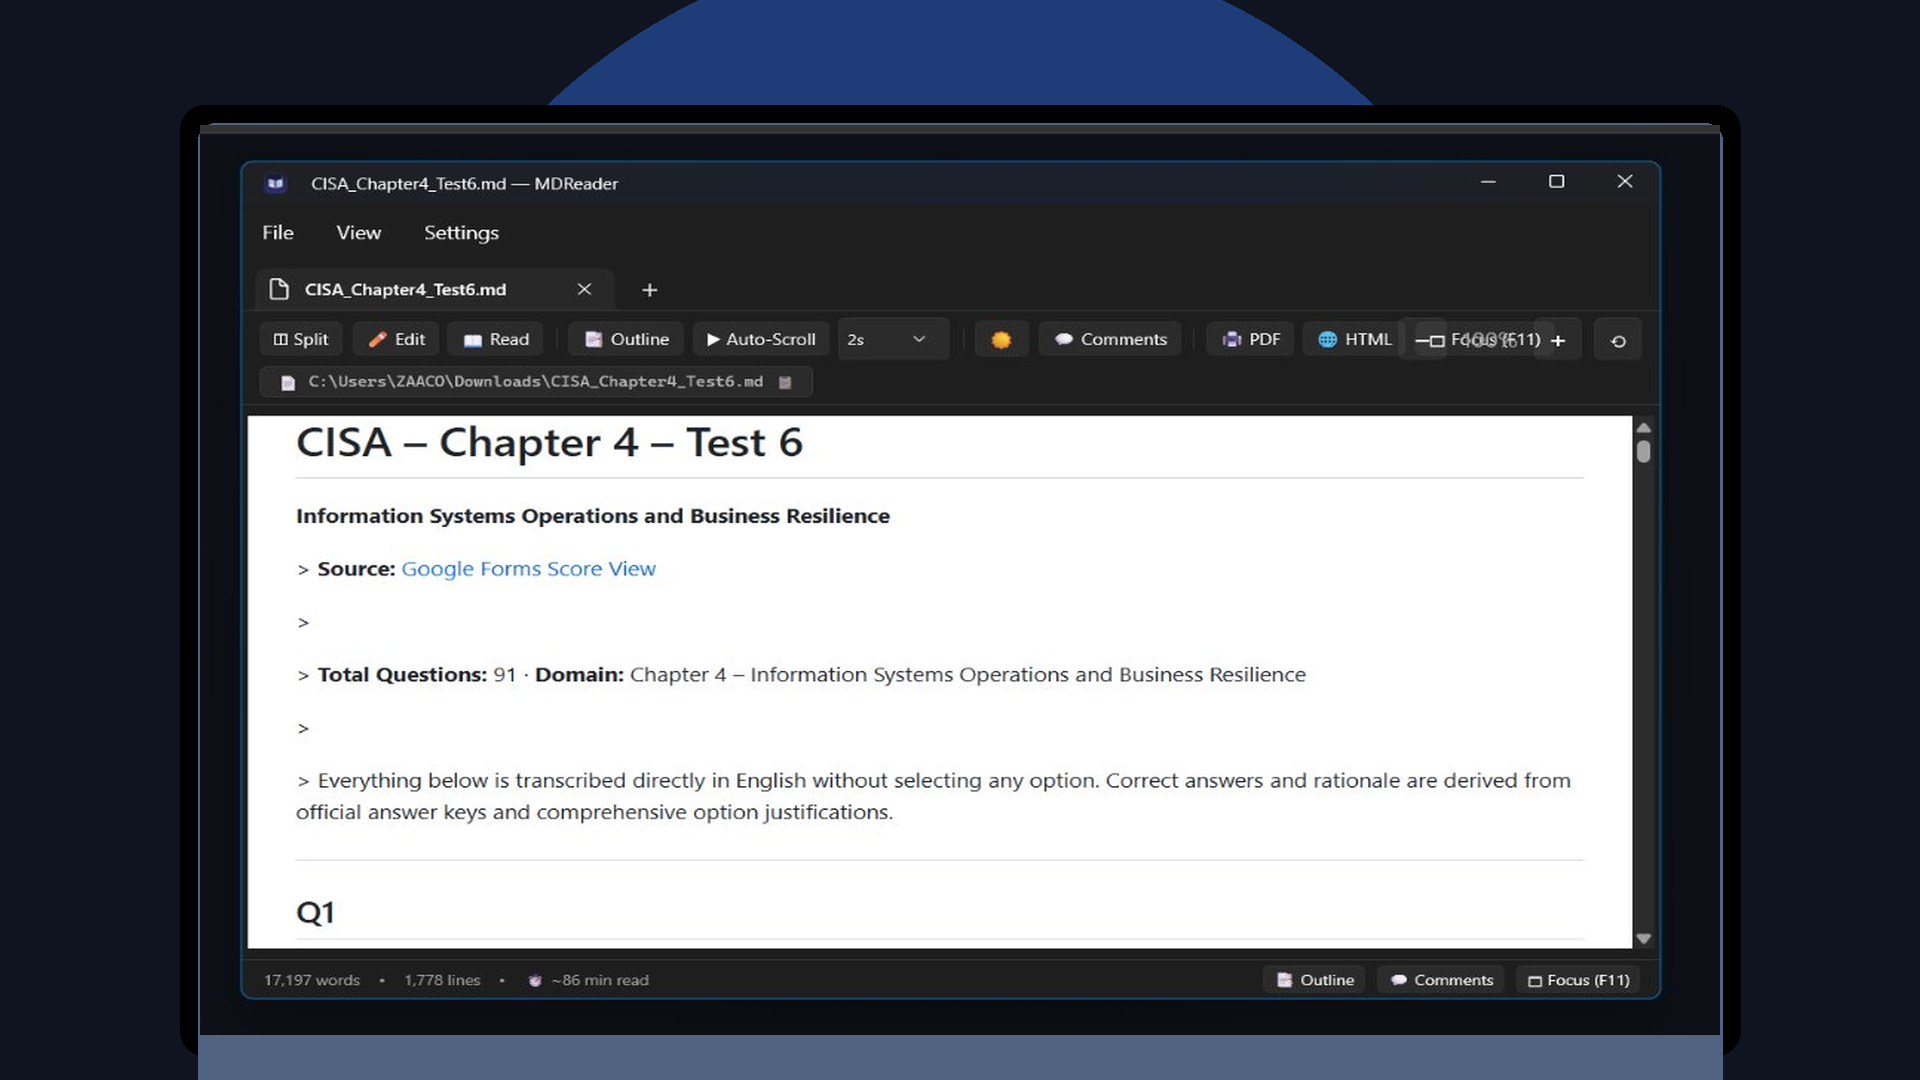 CISA_Chapter4_Test6.md — MDReader
File View Settings
CISA_Chapter4_Test6.md
Split Edit Read Outline Auto-Scroll 2s Comments PDF HTML Focus (F11)
C:\Users\ZAACO\Downloads\CISA_Chapter4_Test6.md
CISA – Chapter 4 – Test 6
Information Systems Operations and Business Resilience
> Source: Google Forms Score View
>
> Total Questions: 91 · Domain: Chapter 4 – Information Systems Operations and Business Resilience
>
> Everything below is transcribed directly in English without selecting any option. Correct answers and rationale are derived from
official answer keys and comprehensive option justifications.
Q1
17,197 words • 1,778 lines • ~86 min read Outline Comments Focus (F11)